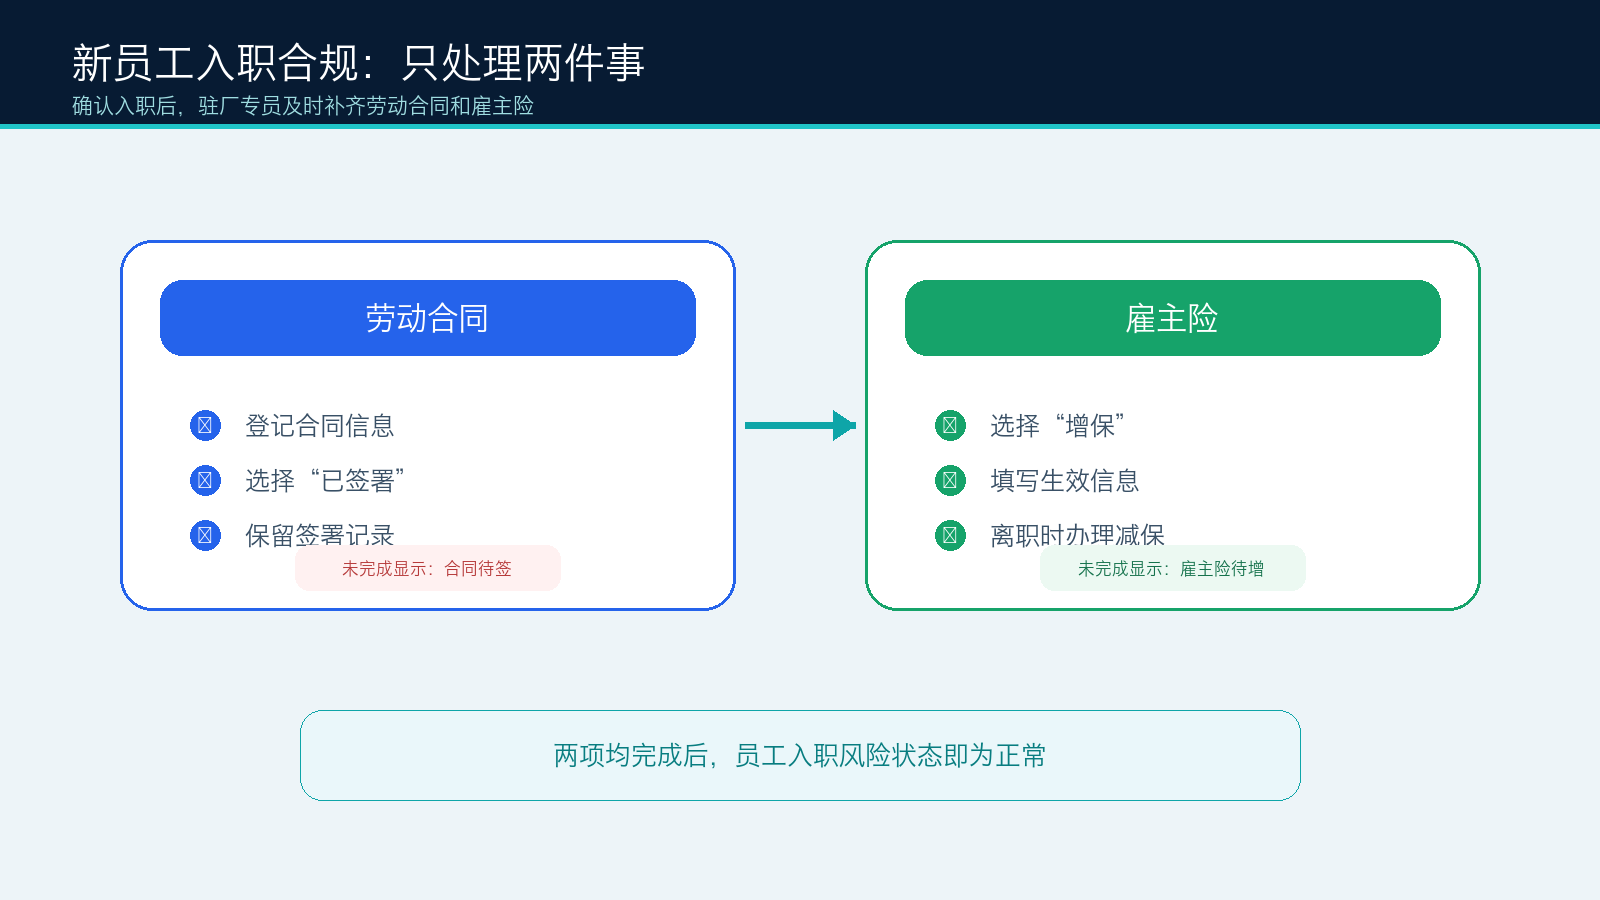 新员工入职合规：只处理两件事
确认入职后，驻厂专员及时补齐劳动合同和雇主险
劳动合同
登记合同信息
选择“已签署”
保留签署记录
未完成显示：合同待签
雇主险
选择“增保”
填写生效信息
离职时办理减保
未完成显示：雇主险待增
两项均完成后，员工入职风险状态即为正常